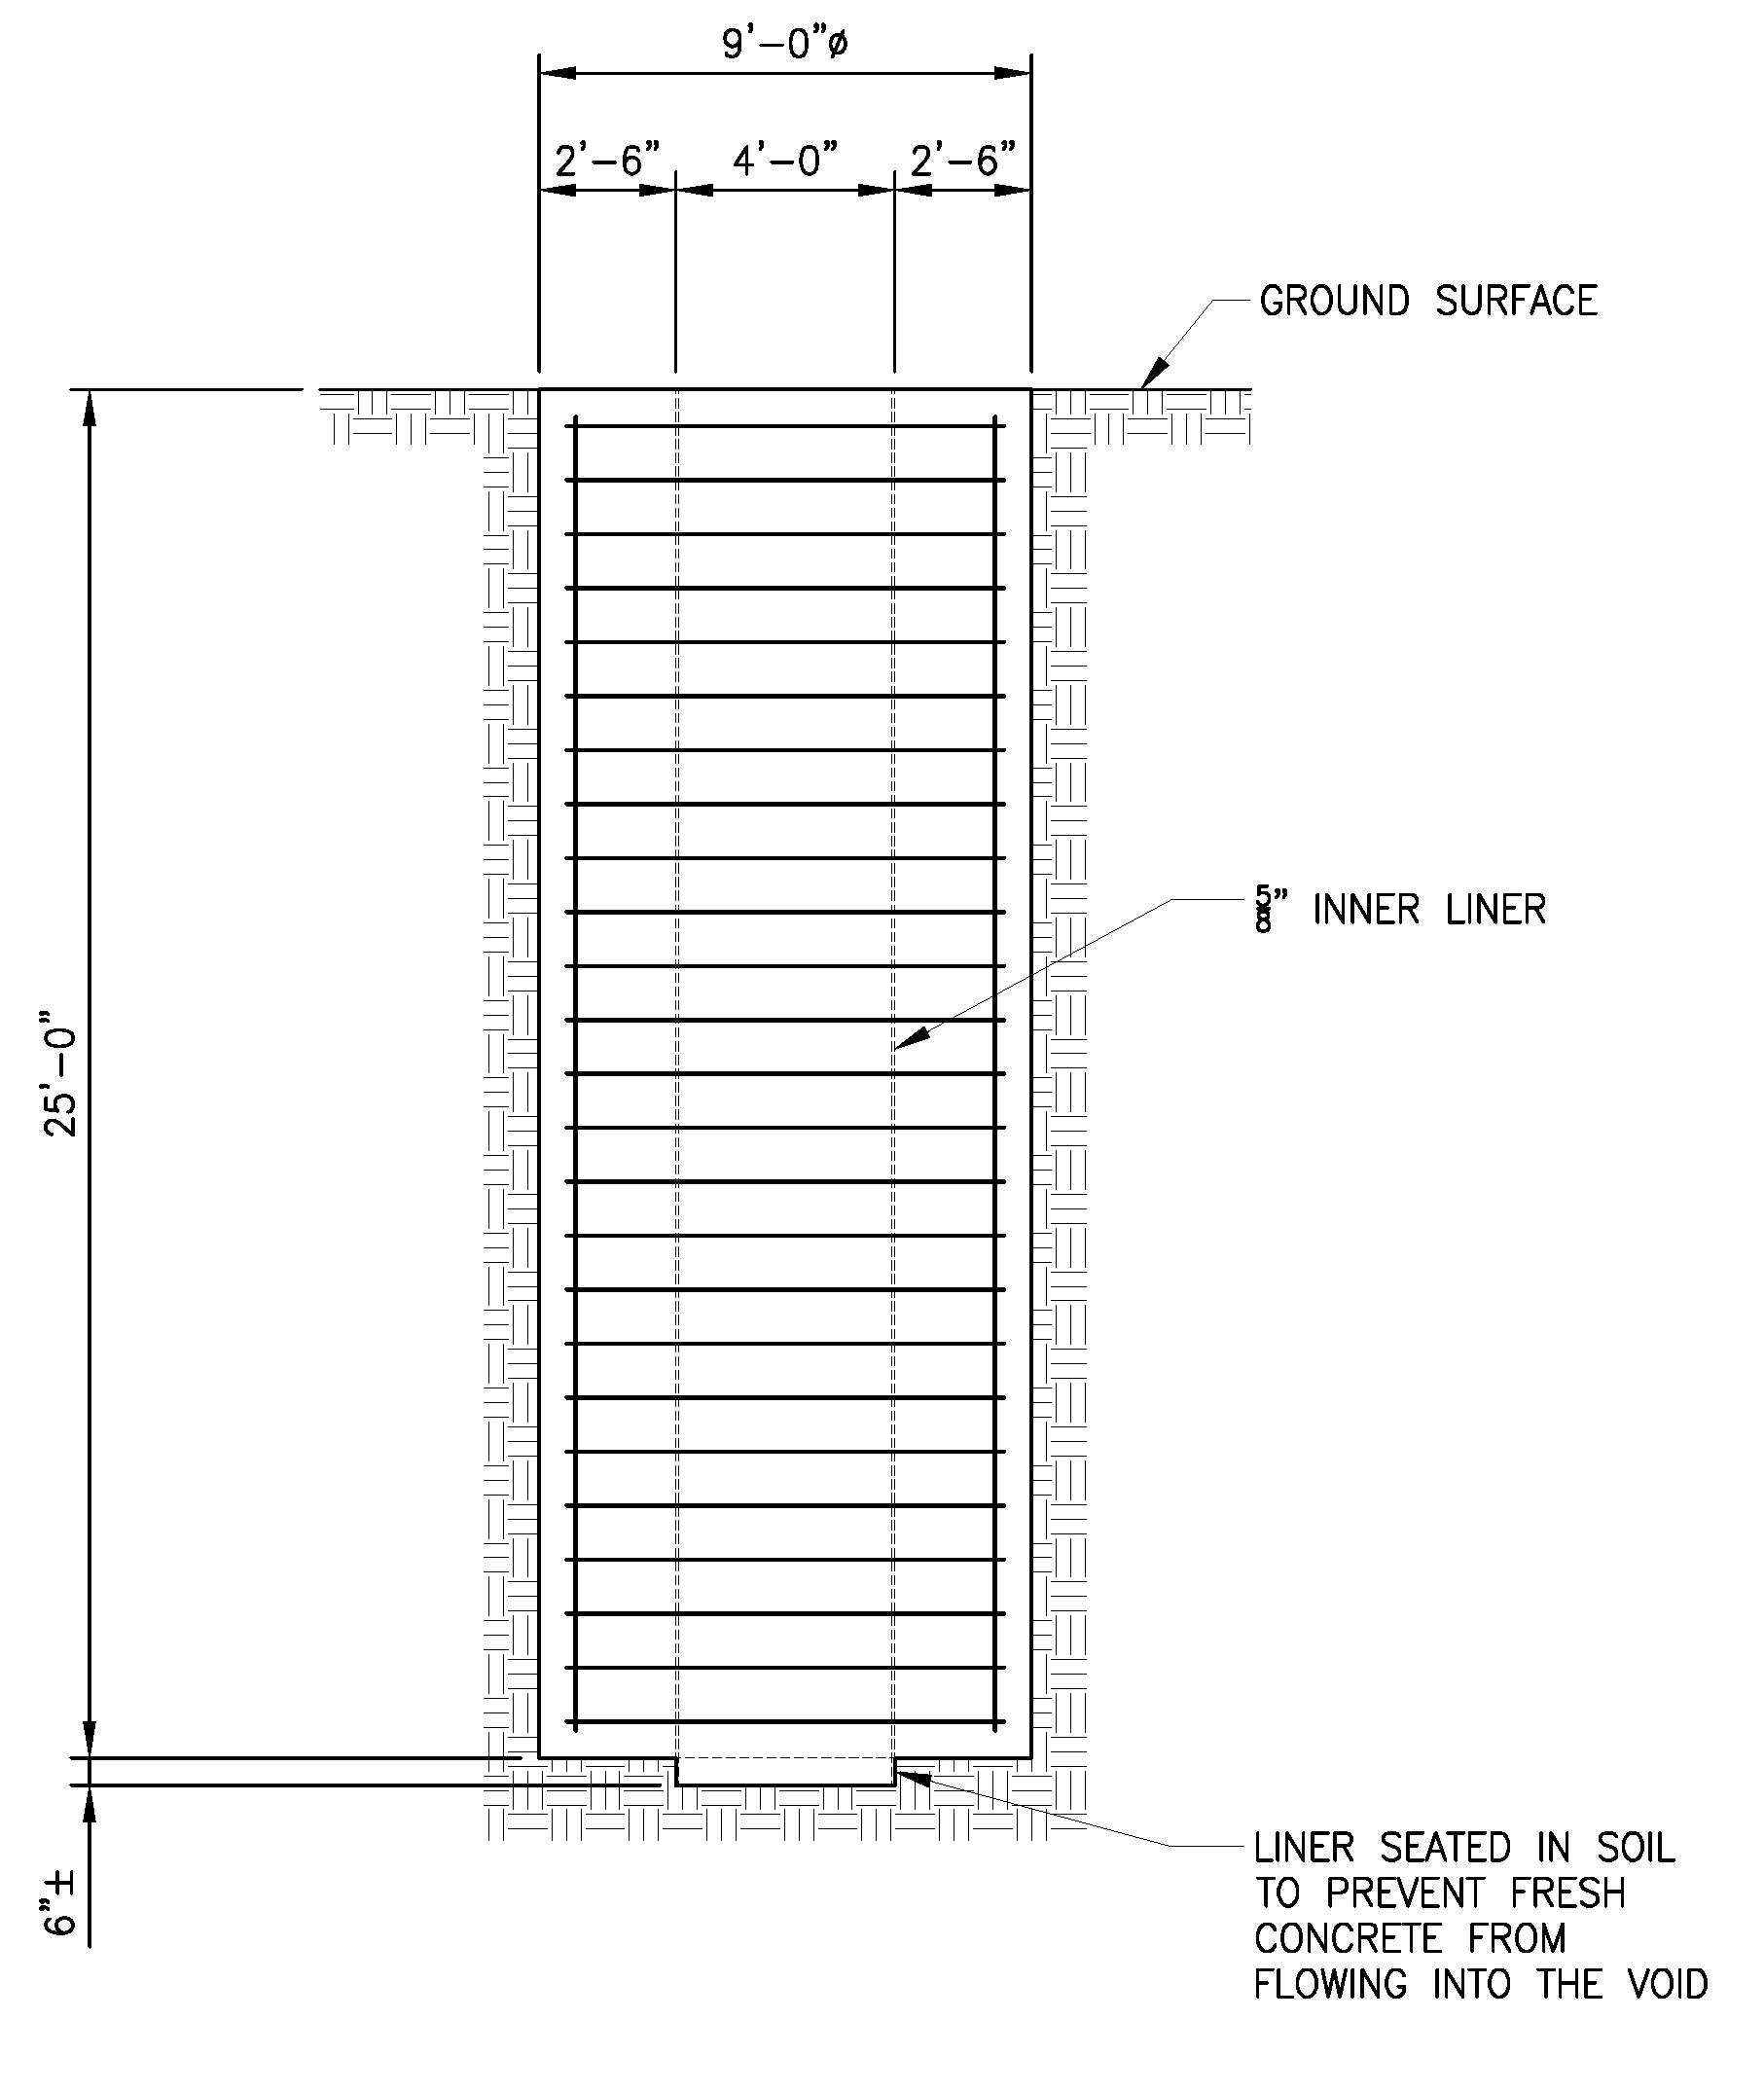 9'-0"ø
2'-6" 4'-0" 2'-6"
GROUND SURFACE
5/8" INNER LINER
25'-0"
6"±
LINER SEATED IN SOIL
TO PREVENT FRESH
CONCRETE FROM
FLOWING INTO THE VOID